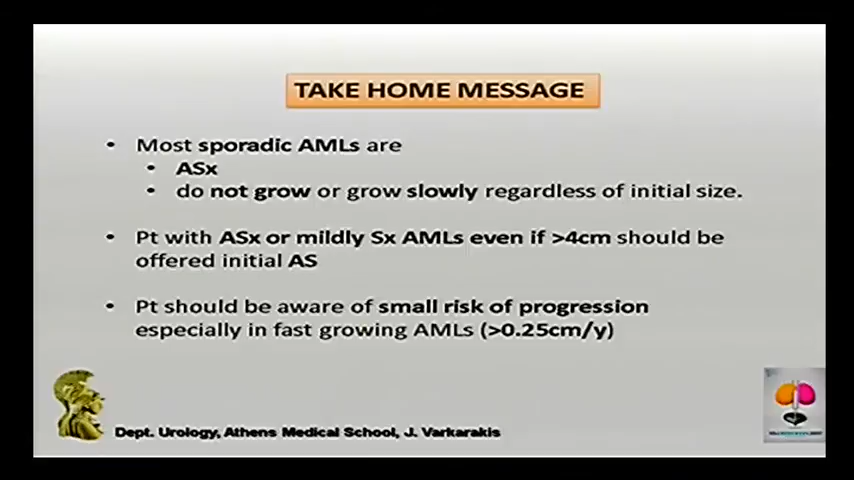 TAKE HOME MESSAGE
• Most sporadic AMLs are
• ASx
• do not grow or grow slowly regardless of initial size.
• Pt with ASx or mildly Sx AMLs even if >4cm should be
offered initial AS
• Pt should be aware of small risk of progression
especially in fast growing AMLs (>0.25cm/y)
Dept. Urology, Athens Medical School, J. Varkarakis